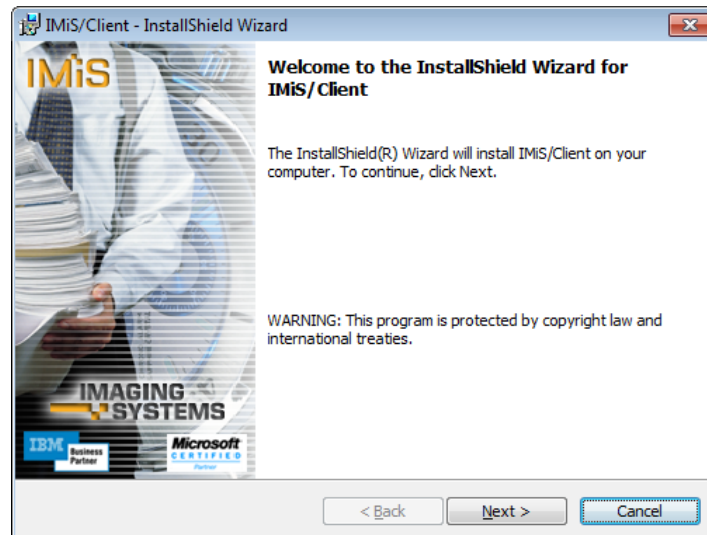 IMiS/Client - InstallShield Wizard
IMiS
Welcome to the InstallShield Wizard for
IMiS/Client
The InstallShield(R) Wizard will install IMiS/Client on your
computer. To continue, click Next.
WARNING: This program is protected by copyright law and
international treaties.
IMAGING
SYSTEMS
IBM
Business
Partner
Microsoft
CERTIFIED
Partner
< Back
Next >
Cancel